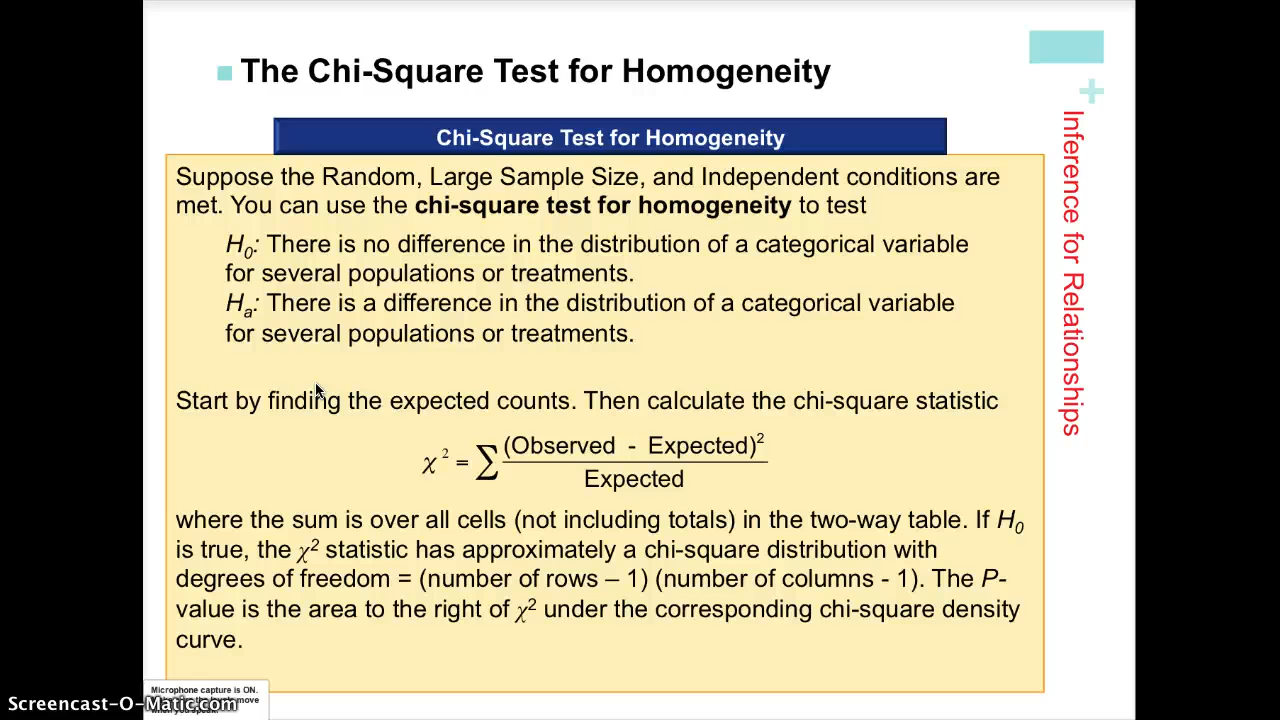 The Chi-Square Test for Homogeneity
+
Inference for Relationships
Chi-Square Test for Homogeneity
Suppose the Random, Large Sample Size, and Independent conditions are
met. You can use the chi-square test for homogeneity to test
H0: There is no difference in the distribution of a categorical variable
for several populations or treatments.
Ha: There is a difference in the distribution of a categorical variable
for several populations or treatments.
Start by finding the expected counts. Then calculate the chi-square statistic
χ² = ∑ (Observed - Expected)² / Expected
where the sum is over all cells (not including totals) in the two-way table. If H0
is true, the χ² statistic has approximately a chi-square distribution with
degrees of freedom = (number of rows – 1) (number of columns - 1). The P-
value is the area to the right of χ² under the corresponding chi-square density
curve.
Microphone capture is ON.
move
Screencast-O-Matic.com